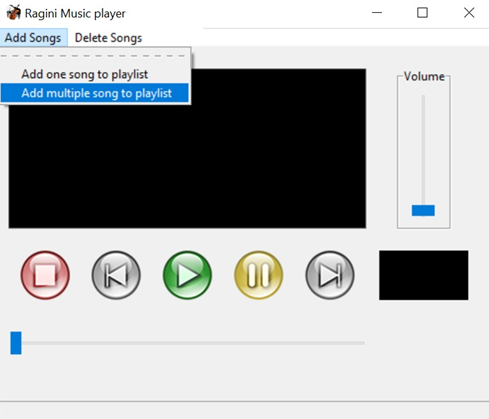 Ragini Music player
Add Songs Delete Songs
Add one song to playlist
Add multiple song to playlist
Volume